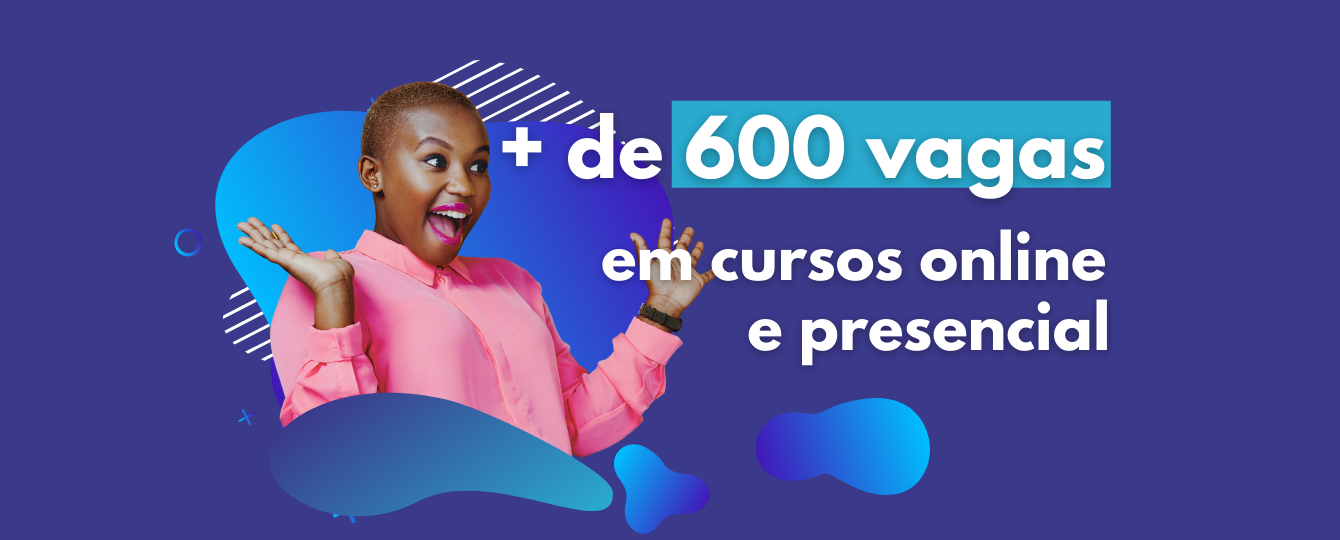 + de 600 vagas
em cursos online
e presencial